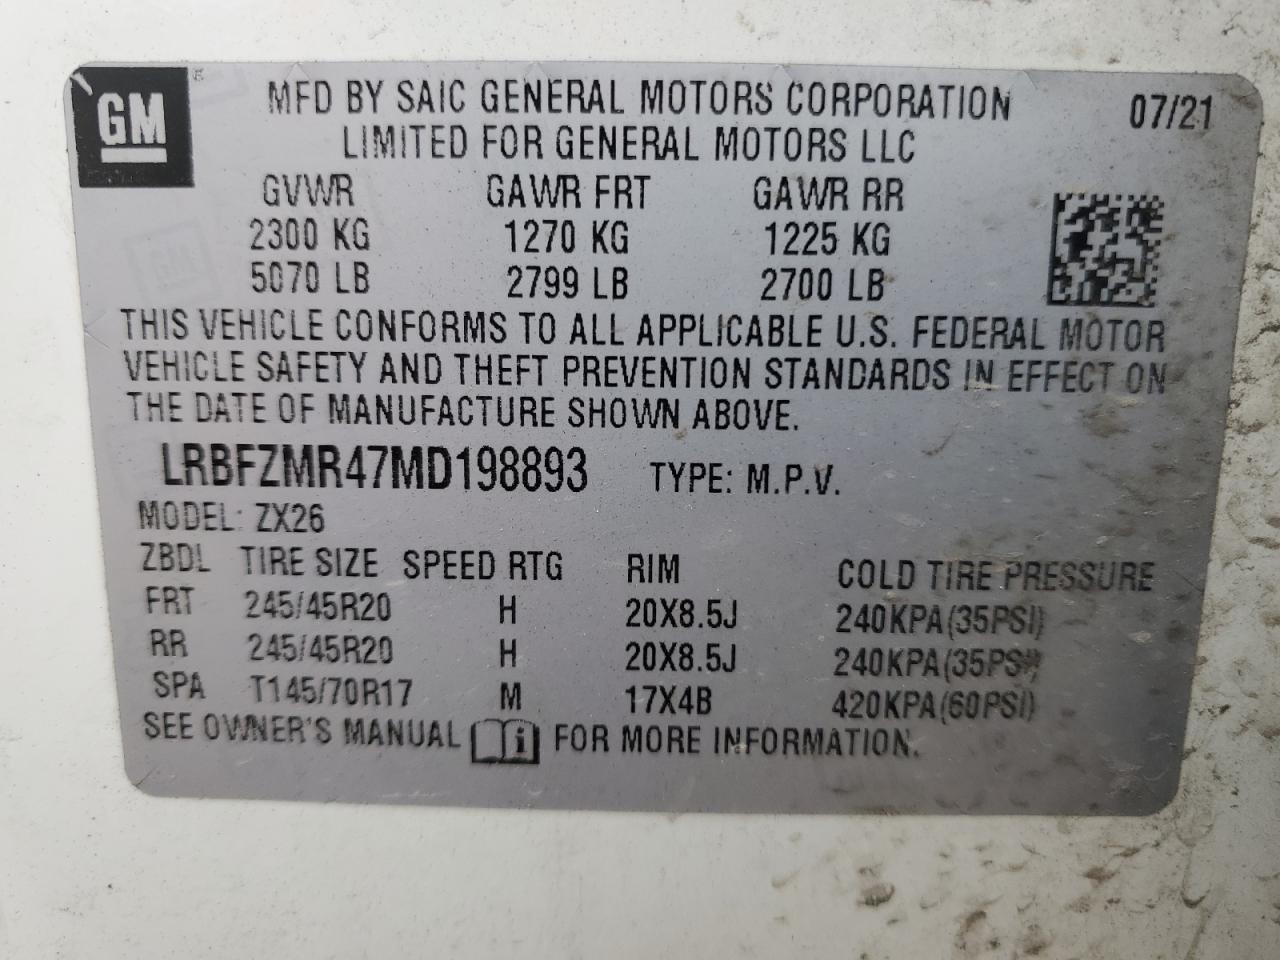 GM
MFD BY SAIC GENERAL MOTORS CORPORATION 07/21
LIMITED FOR GENERAL MOTORS LLC
GVWR GAWR FRT GAWR RR
2300 KG 1270 KG 1225 KG
5070 LB 2799 LB 2700 LB
THIS VEHICLE CONFORMS TO ALL APPLICABLE U.S. FEDERAL MOTOR
VEHICLE SAFETY AND THEFT PREVENTION STANDARDS IN EFFECT ON
THE DATE OF MANUFACTURE SHOWN ABOVE.
LRBFZMR47MD198893 TYPE: M.P.V.
MODEL: ZX26
ZBDL TIRE SIZE SPEED RTG RIM COLD TIRE PRESSURE
FRT 245/45R20 H 20X8.5J 240KPA(35PSI)
RR 245/45R20 H 20X8.5J 240KPA(35PSI)
SPA T145/70R17 M 17X4B 420KPA(60PSI)
SEE OWNER'S MANUAL i FOR MORE INFORMATION.